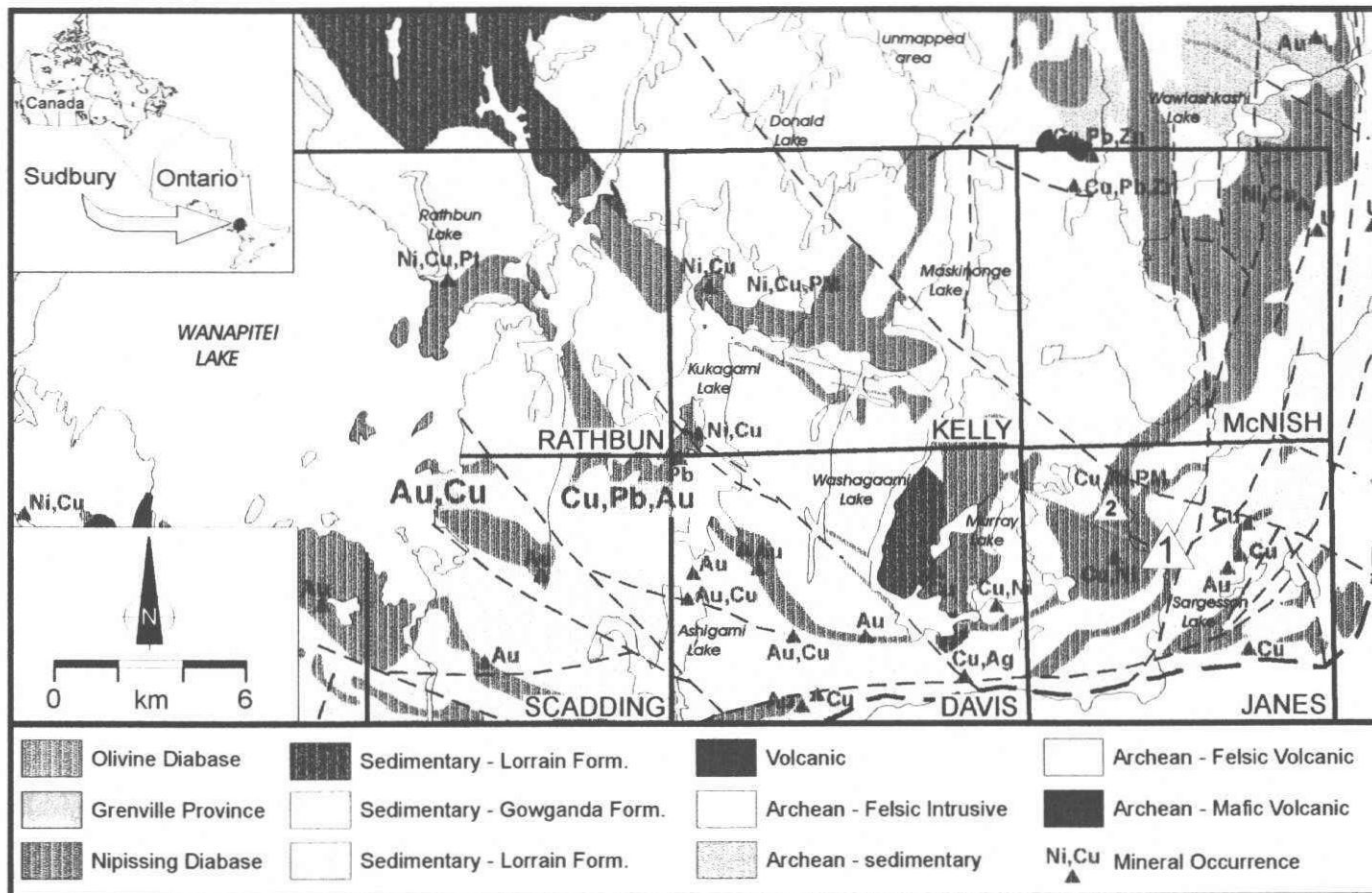 Canada
Sudbury
Ontario
unmapped
area
Au
Wawiashkashi
Lake
Donald
Lake
Cu,Pb,Zn
Cu,Pb,Zn
Rathbun
Lake
Ni,Cu,Pt
Ni,Cu
Ni,Cu,PM
Maskinonge
Lake
WANAPITEI
LAKE
Kukagami
Lake
Ni,Cu
RATHBUN
KELLY
McNISH
Pb
Au,Cu
Cu,Pb,Au
Washagaami
Lake
Ni,Cu
Murray
Lake
2
1
Cu
Cu
Au
Au
Au
Au,Cu
Cu,Ni
Sargesson
Lake
N
Ashigami
Lake
Au
Au,Cu
Au
Cu,Ag
Cu
Cu
0
km
6
SCADDING
DAVIS
JANES
Olivine Diabase
Sedimentary - Lorrain Form.
Volcanic
Archean - Felsic Volcanic
Grenville Province
Sedimentary - Gowganda Form.
Archean - Felsic Intrusive
Archean - Mafic Volcanic
Nipissing Diabase
Sedimentary - Lorrain Form.
Archean - sedimentary
Ni,Cu
Mineral Occurrence